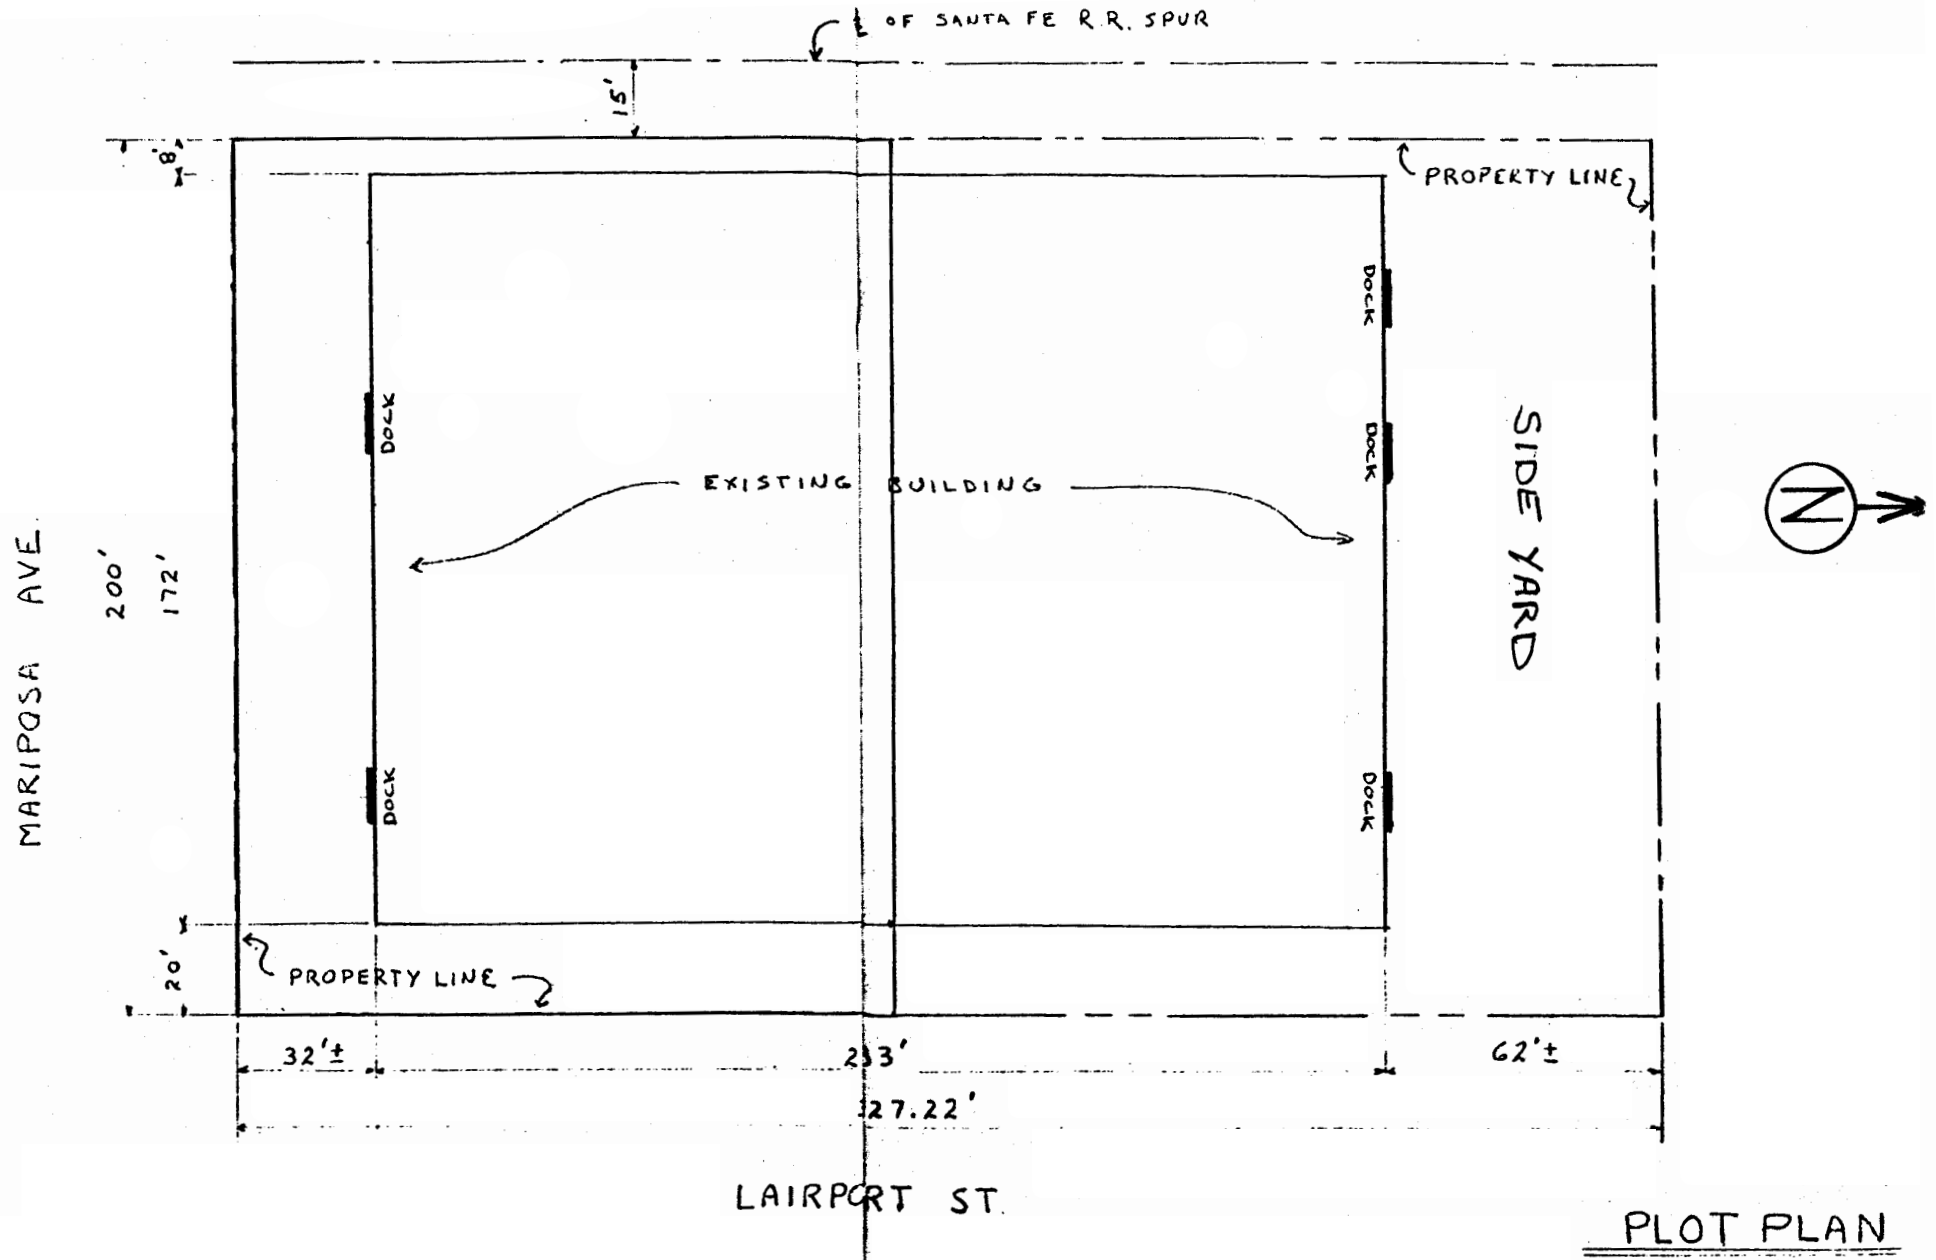 ℄ OF SANTA FE R.R. SPUR
15'
8'
PROPERTY LINE
DOCK
DOCK
DOCK
DOCK
EXISTING BUILDING
SIDE YARD
N
MARIPOSA AVE.
200'
172'
DOCK
20'
PROPERTY LINE
32'±
233'
62'±
27.22'
LAIRPORT ST.
PLOT PLAN